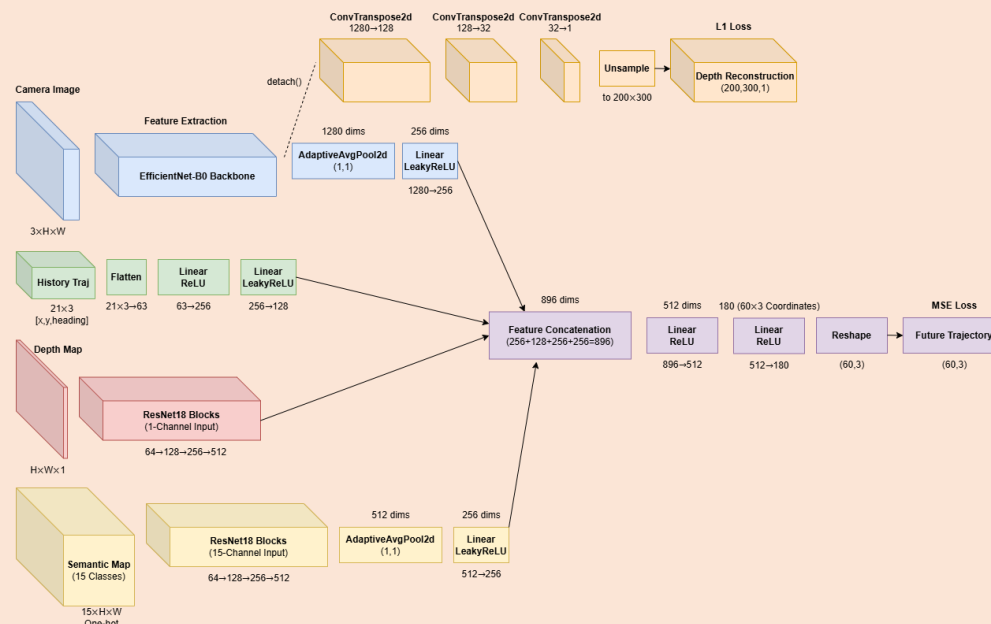 ConvTranspose2d
1280→128
ConvTranspose2d
128→32
ConvTranspose2d
32→1
L1 Loss
Unsample
to 200×300
Depth Reconstruction
(200,300,1)
detach()
Camera Image
3×H×W
Feature Extraction
EfficientNet-B0 Backbone
1280 dims
AdaptiveAvgPool2d
(1,1)
256 dims
Linear
LeakyReLU
1280→256
History Traj
21×3
[x,y,heading]
Flatten
21×3→63
Linear
ReLU
63→256
Linear
LeakyReLU
256→128
896 dims
Feature Concatenation
(256+128+256+256=896)
512 dims
Linear
ReLU
896→512
180 (60×3 Coordinates)
Linear
ReLU
512→180
Reshape
(60,3)
MSE Loss
Future Trajectory
(60,3)
Depth Map
H×W×1
ResNet18 Blocks
(1-Channel Input)
64→128→256→512
Semantic Map
(15 Classes)
15×H×W
One-hot
ResNet18 Blocks
(15-Channel Input)
64→128→256→512
512 dims
AdaptiveAvgPool2d
(1,1)
256 dims
Linear
LeakyReLU
512→256